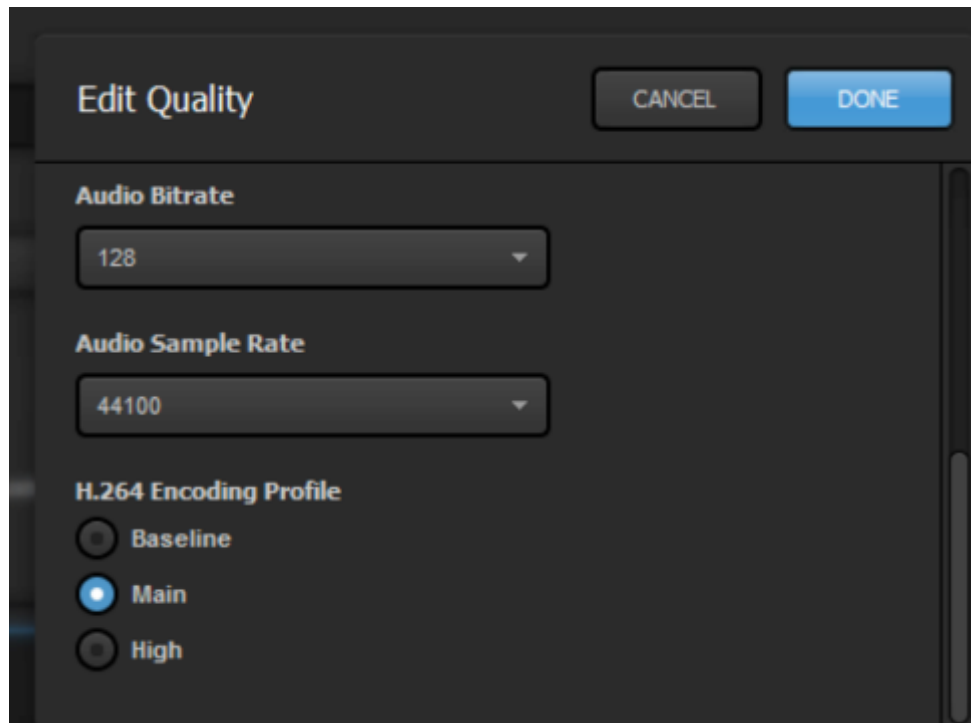 Edit Quality
CANCEL
DONE
Audio Bitrate
128
Audio Sample Rate
44100
H.264 Encoding Profile
Baseline
Main
High